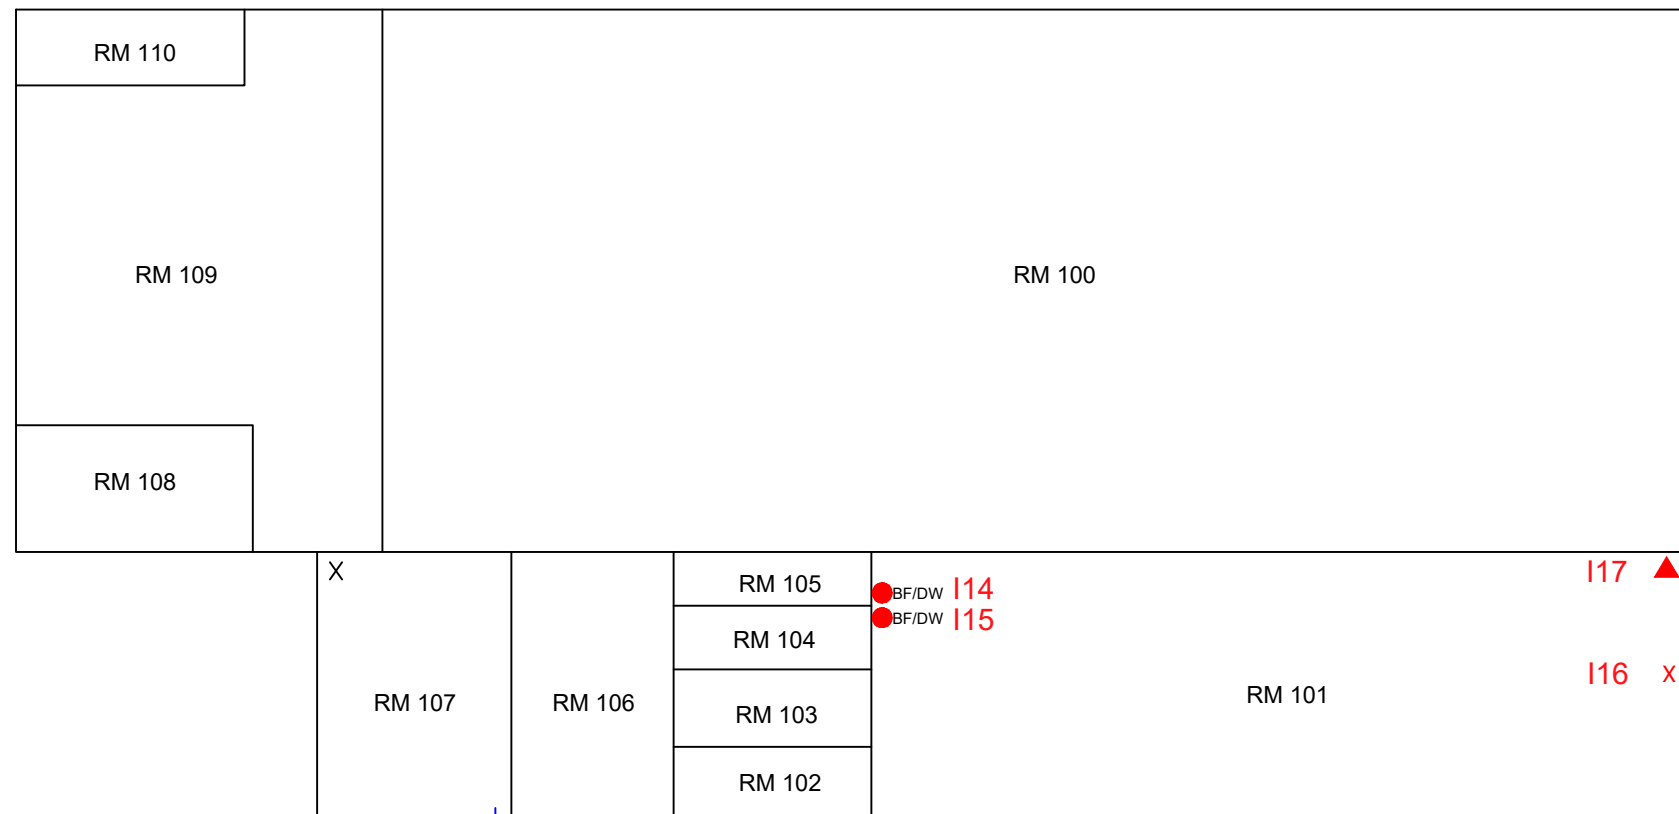 RM 110
RM 109
RM 100
RM 108
X
RM 105
BF/DW I14
I17
BF/DW I15
RM 104
I16 X
RM 107
RM 106
RM 103
RM 101
RM 102